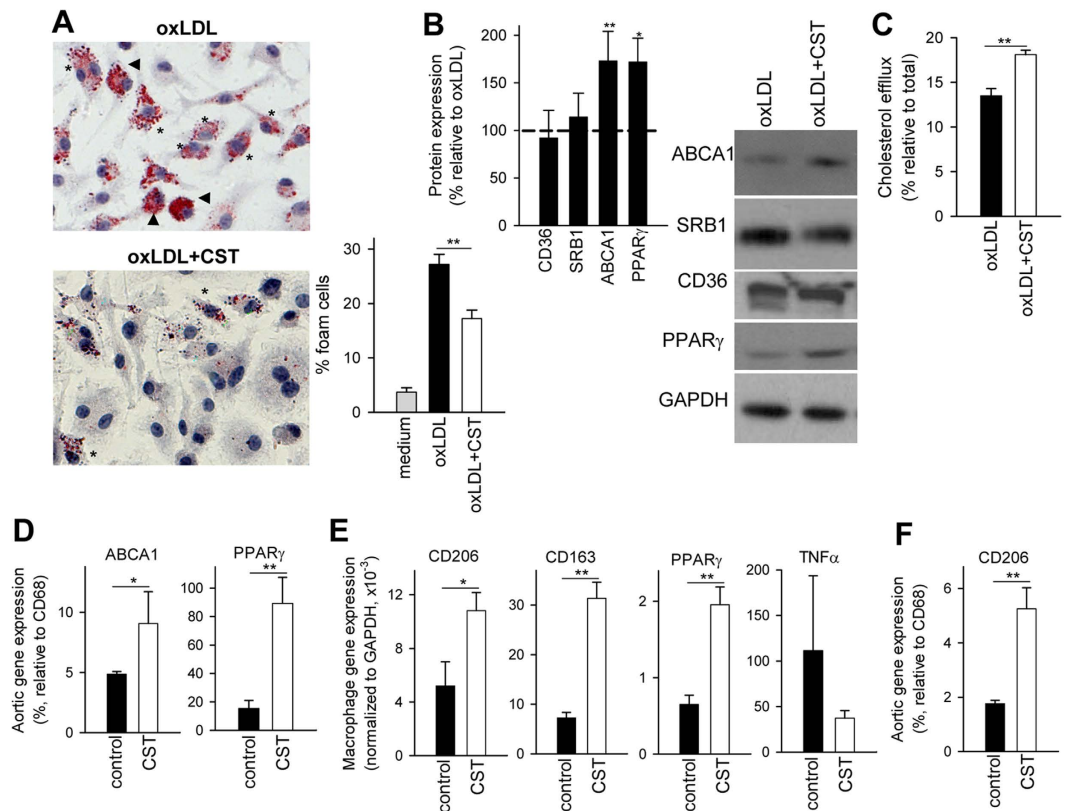 A
oxLDL
*
*
*
*
*
*
oxLDL+CST
*
*
% foam cells
30
20
10
0
**
medium
oxLDL
oxLDL+CST
B
Protein expression
(% relative to oxLDL)
200
150
100
50
0
**
*
CD36
SRB1
ABCA1
PPARγ
oxLDL
oxLDL+CST
ABCA1
SRB1
CD36
PPARγ
GAPDH
C
Cholesterol efflux
(% relative to total)
20
15
10
5
0
**
oxLDL
oxLDL+CST
D
Aortic gene expression
(%, relative to CD68)
ABCA1
10
5
0
*
control
CST
PPARγ
100
80
60
40
20
0
**
control
CST
E
Macrophage gene expression
(normalized to GAPDH, x10⁻³)
CD206
12
8
4
0
*
control
CST
CD163
30
20
10
0
**
control
CST
PPARγ
2
1
0
**
control
CST
TNFα
200
150
100
50
0
control
CST
F
Aortic gene expression
(%, relative to CD68)
CD206
6
4
2
0
**
control
CST